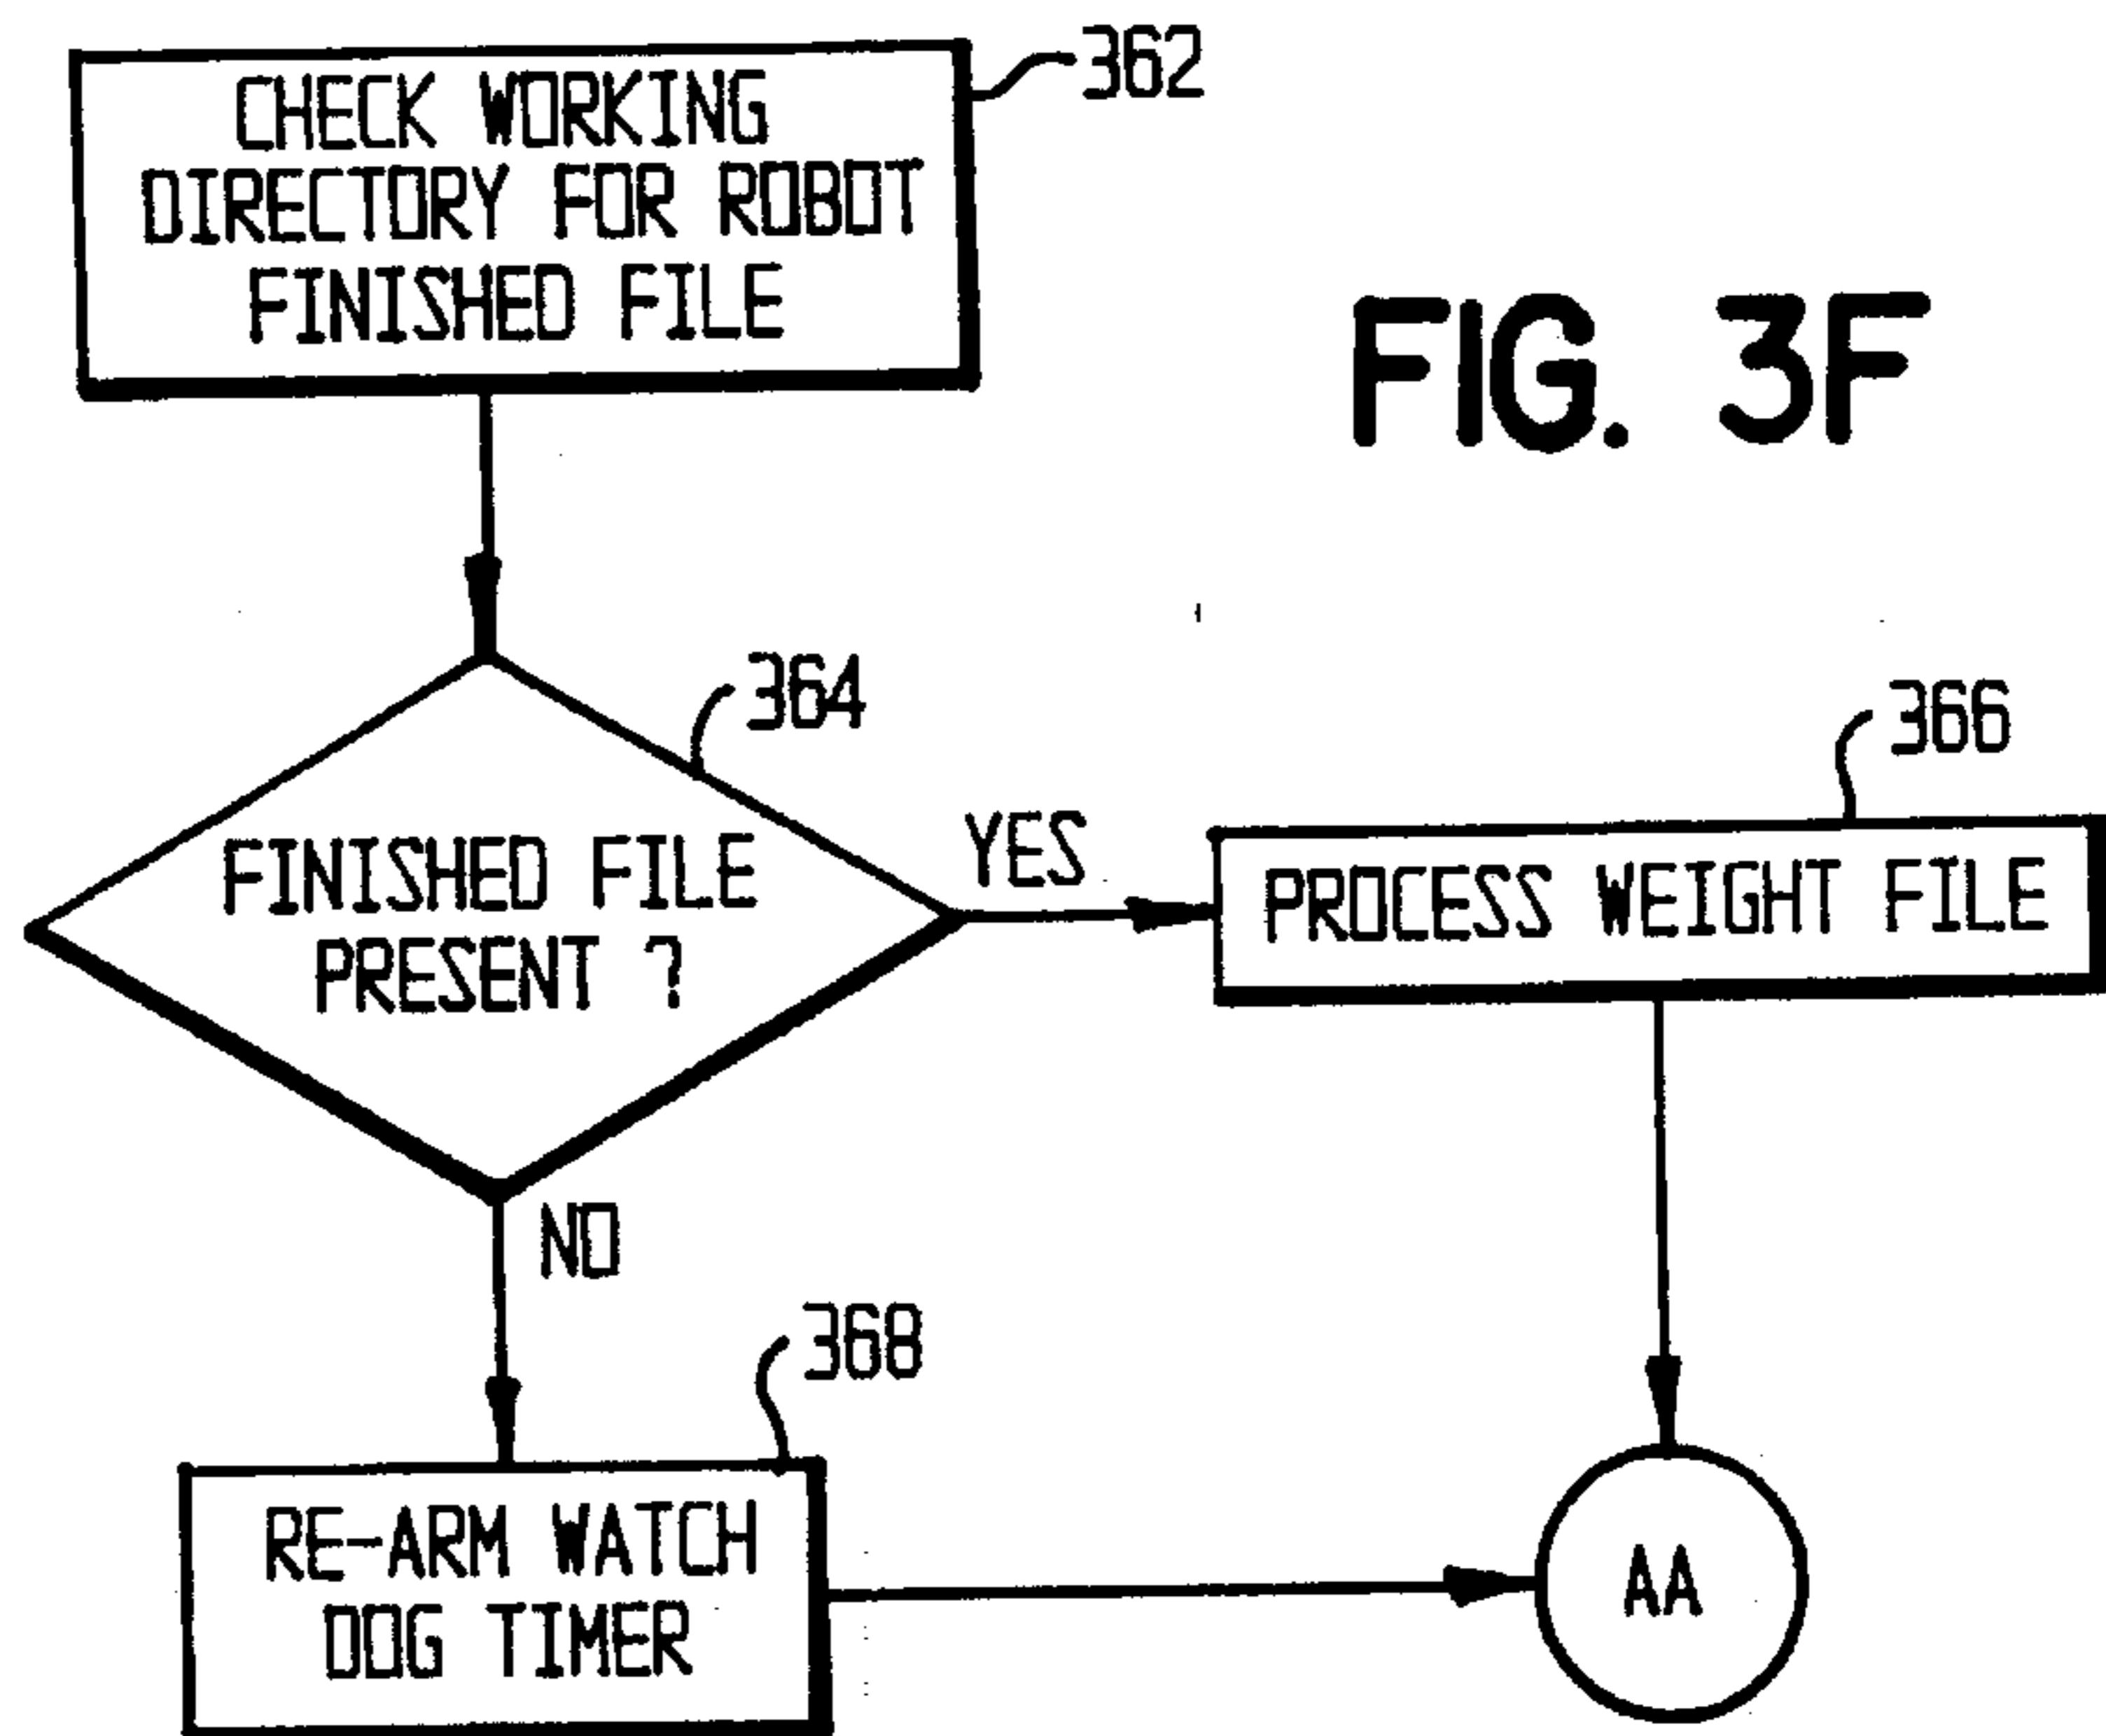 362
CHECK WORKING
DIRECTORY FOR ROBOT
FINISHED FILE
FIG. 3F
364
FINISHED FILE
PRESENT ?
YES
366
PROCESS WEIGHT FILE
NO
368
RE-ARM WATCH
DOG TIMER
AA